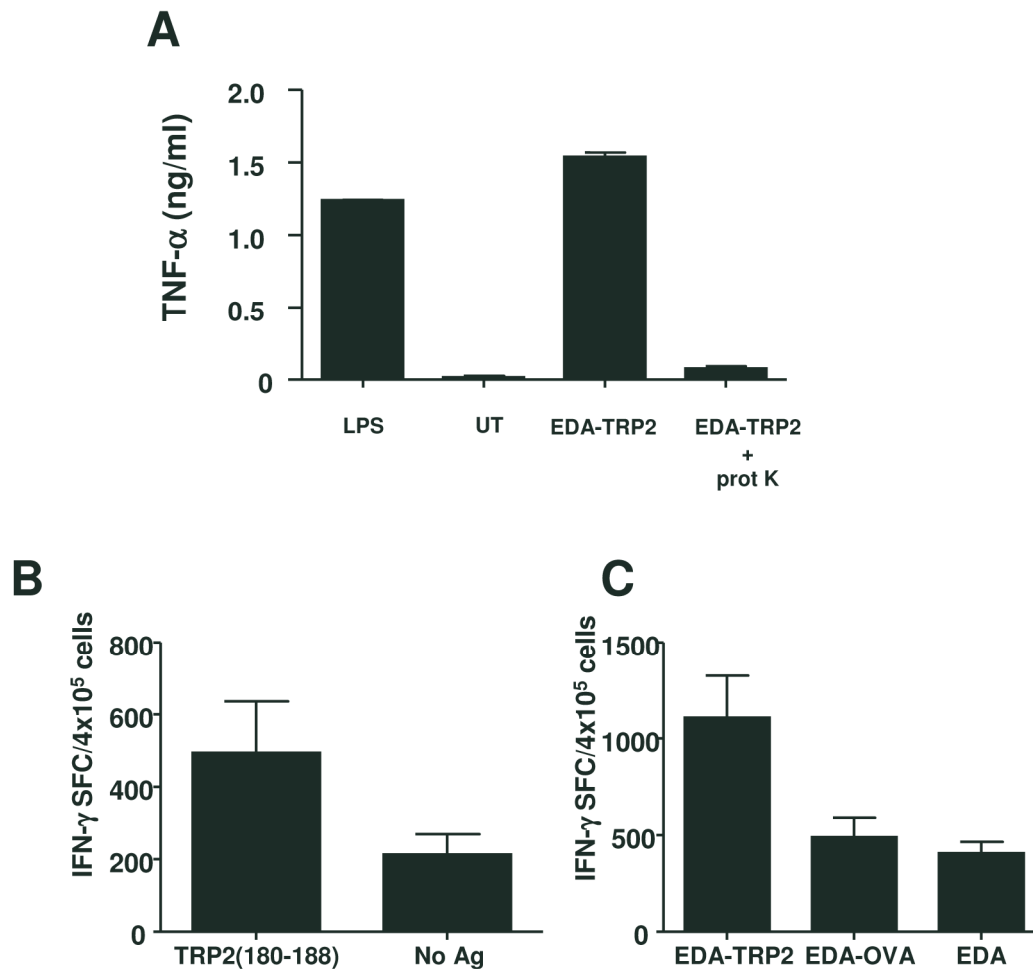 A
TNF-α (ng/ml)
2.0
1.5
1.0
0.5
0
LPS UT EDA-TRP2 EDA-TRP2
+
prot K
B
IFN-γ SFC/4x10⁵ cells
800
600
400
200
0
TRP2(180-188) No Ag
C
IFN-γ SFC/4x10⁵ cells
1500
1000
500
0
EDA-TRP2 EDA-OVA EDA